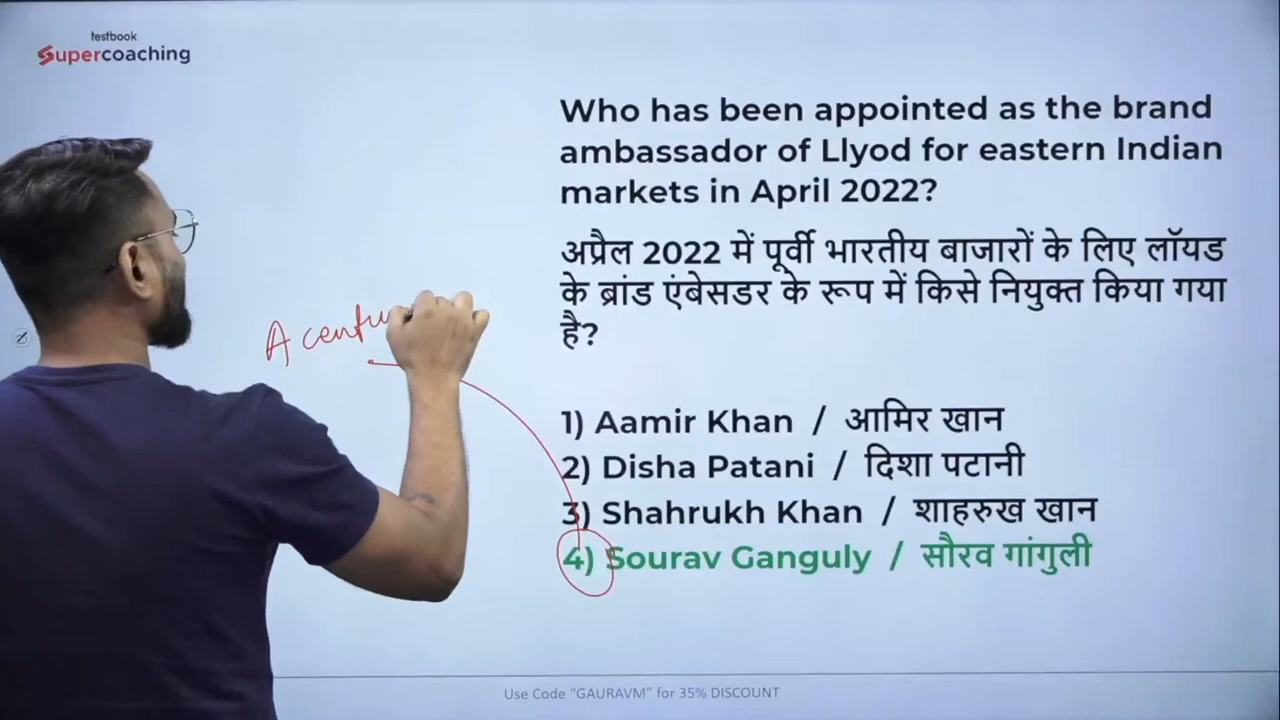 testbook
Supercoaching
Who has been appointed as the brand
ambassador of Llyod for eastern Indian
markets in April 2022?
अप्रैल 2022 में पूर्वी भारतीय बाजारों के लिए लॉयड
के ब्रांड एंबेसडर के रूप में किसे नियुक्त किया गया
है?
A centu
1) Aamir Khan / आमिर खान
2) Disha Patani / दिशा पटानी
3) Shahrukh Khan / शाहरुख खान
4) Sourav Ganguly / सौरव गांगुली
Use Code "GAURAVM" for 35% DISCOUNT